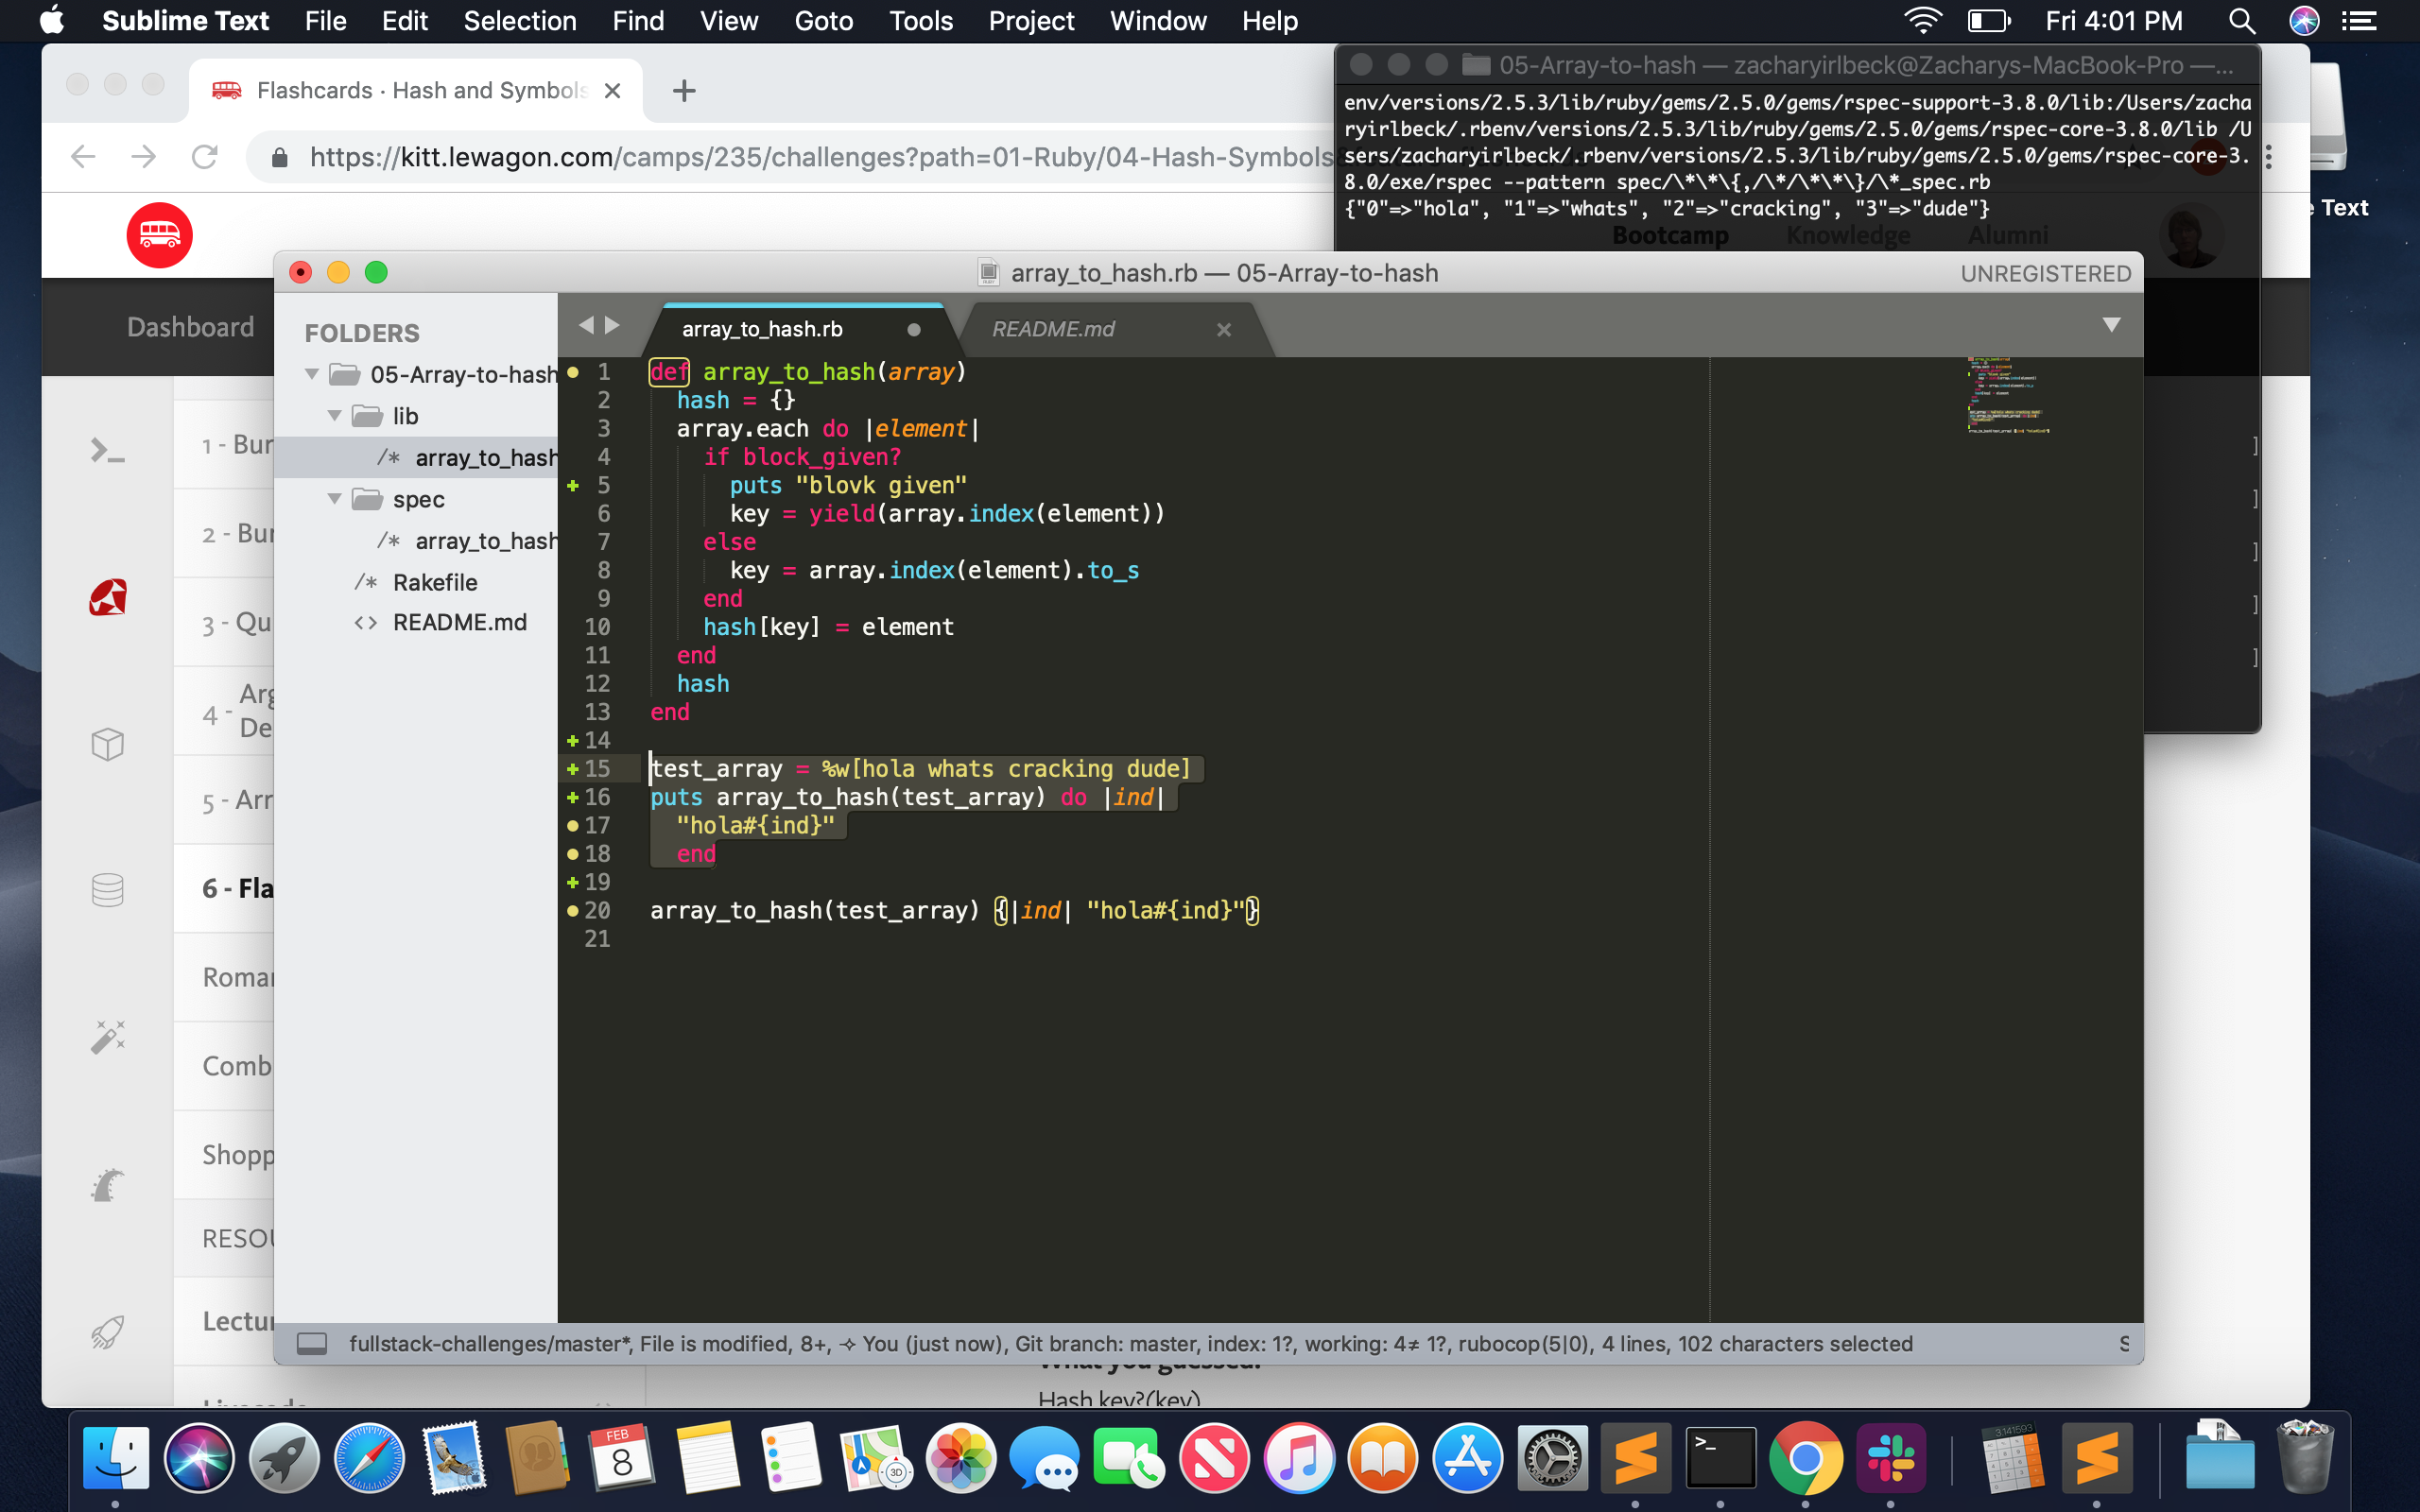 Sublime Text File Edit Selection Find View Goto Tools Project Window Help Fri 4:01 PM
Flashcards · Hash and Symbols
https://kitt.lewagon.com/camps/235/challenges?path=01-Ruby/04-Hash-Symbols
05-Array-to-hash — zacharyirlbeck@Zacharys-MacBook-Pro —...
env/versions/2.5.3/lib/ruby/gems/2.5.0/gems/rspec-support-3.8.0/lib:/Users/zacha
ryirlbeck/.rbenv/versions/2.5.3/lib/ruby/gems/2.5.0/gems/rspec-core-3.8.0/lib /U
sers/zacharyirlbeck/.rbenv/versions/2.5.3/lib/ruby/gems/2.5.0/gems/rspec-core-3.
8.0/exe/rspec --pattern spec/\*\*\{,/\*/\*\*\}/\*_spec.rb
{"0"=>"hola", "1"=>"whats", "2"=>"cracking", "3"=>"dude"}
e Text
Bootcamp Knowledge Alumni
array_to_hash.rb — 05-Array-to-hash
UNREGISTERED
Dashboard
1 - Bur
2 - Bur
3 - Qu
4 - Arg
De
5 - Arr
6 - Fla
Roma
Comb
Shopp
RESOU
Lectur
Livecode
FOLDERS
05-Array-to-hash
lib
/* array_to_hash
spec
/* array_to_hash
/* Rakefile
<> README.md
array_to_hash.rb
README.md
1 def array_to_hash(array)
2 hash = {}
3 array.each do |element|
4 if block_given?
5 puts "blovk given"
6 key = yield(array.index(element))
7 else
8 key = array.index(element).to_s
9 end
10 hash[key] = element
11 end
12 hash
13 end
14
15 test_array = %w[hola whats cracking dude]
16 puts array_to_hash(test_array) do |ind|
17 "hola#{ind}"
18 end
19
20 array_to_hash(test_array) {|ind| "hola#{ind}"}
21
fullstack-challenges/master*, File is modified, 8+, ✧ You (just now), Git branch: master, index: 1?, working: 4≠ 1?, rubocop(5|0), 4 lines, 102 characters selected
What you guessed:
Hash key?(key)
FEB
8
3D
3.141593
>_